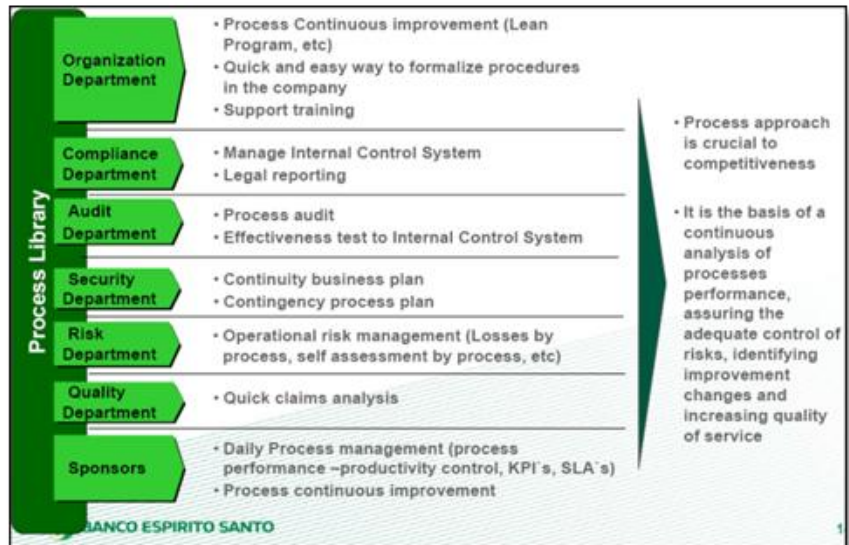 Process Library
Organization
Department
• Process Continuous improvement (Lean
Program, etc)
• Quick and easy way to formalize procedures
in the company
• Support training
Compliance
Department
• Manage Internal Control System
• Legal reporting
Audit
Department
• Process audit
• Effectiveness test to Internal Control System
Security
Department
• Continuity business plan
• Contingency process plan
Risk
Department
• Operational risk management (Losses by
process, self assessment by process, etc)
Quality
Department
• Quick claims analysis
Sponsors
• Daily Process management (process
performance –productivity control, KPI`s, SLA`s)
• Process continuous improvement
• Process approach
is crucial to
competitiveness
• It is the basis of a
continuous
analysis of
processes
performance,
assuring the
adequate control of
risks, identifying
improvement
changes and
increasing quality
of service
BANCO ESPIRITO SANTO